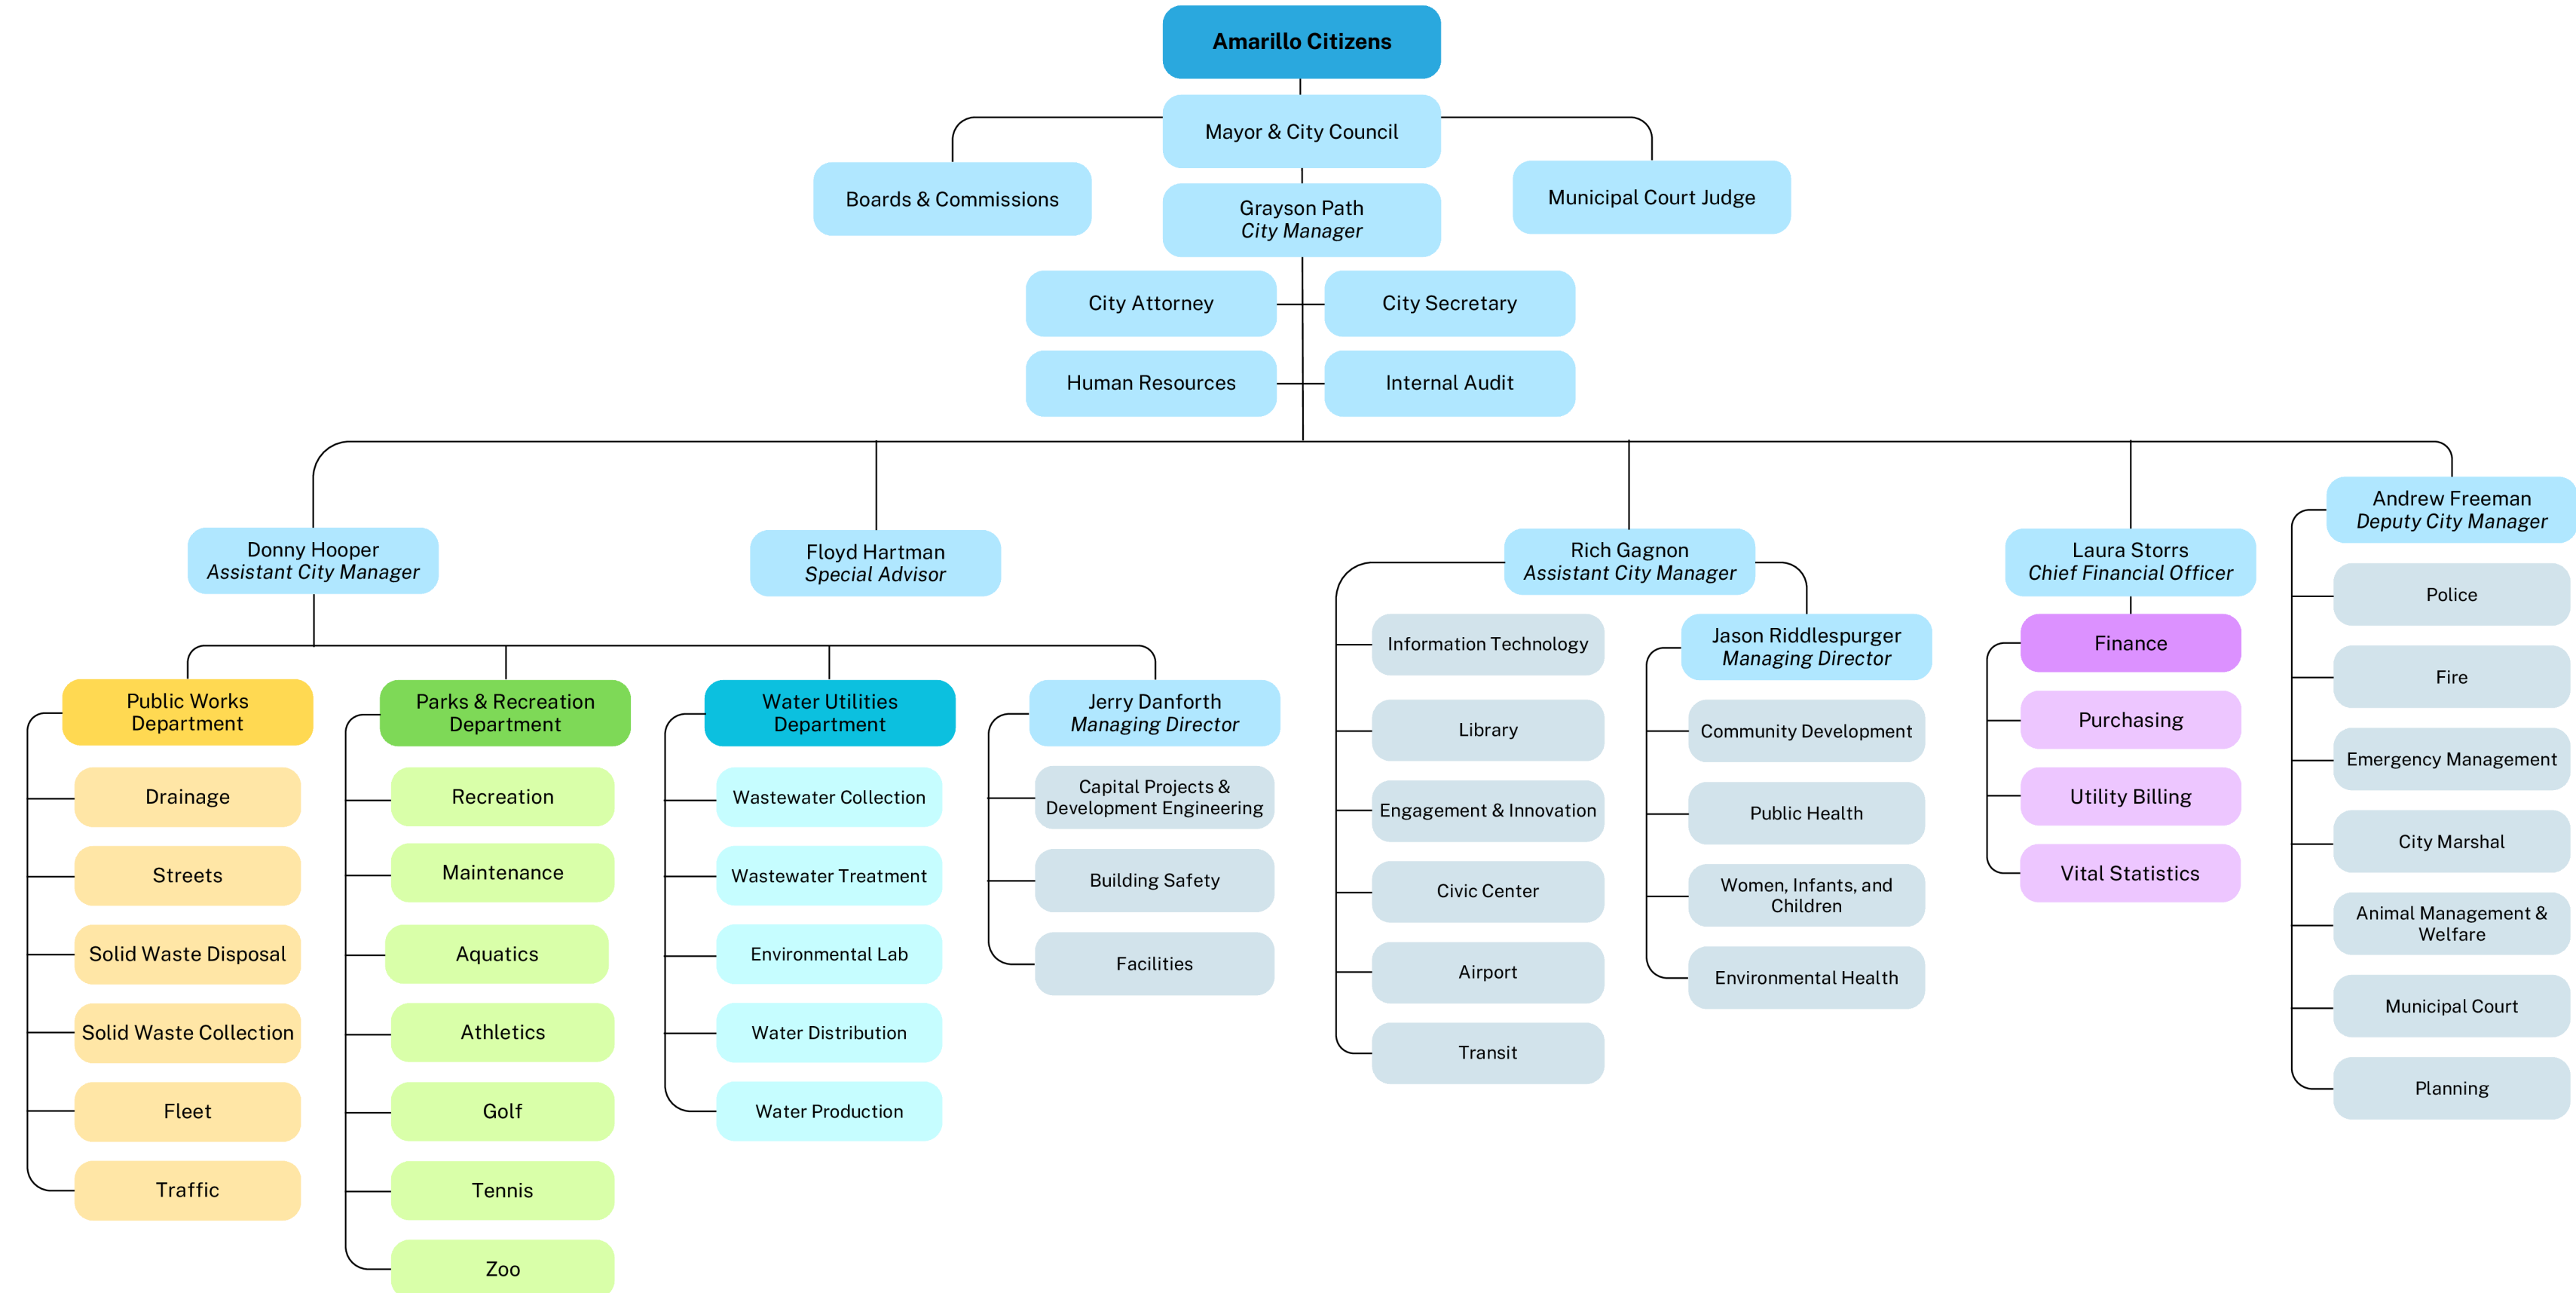 Amarillo Citizens
Mayor & City Council
Boards & Commissions
Grayson Path
City Manager
Municipal Court Judge
City Attorney
City Secretary
Human Resources
Internal Audit
Donny Hooper
Assistant City Manager
Public Works
Department
Drainage
Streets
Solid Waste Disposal
Solid Waste Collection
Fleet
Traffic
Parks & Recreation
Department
Recreation
Maintenance
Aquatics
Athletics
Golf
Tennis
Zoo
Water Utilities
Department
Wastewater Collection
Wastewater Treatment
Environmental Lab
Water Distribution
Water Production
Jerry Danforth
Managing Director
Capital Projects &
Development Engineering
Building Safety
Facilities
Floyd Hartman
Special Advisor
Rich Gagnon
Assistant City Manager
Information Technology
Library
Engagement & Innovation
Civic Center
Airport
Transit
Jason Riddlespurger
Managing Director
Community Development
Public Health
Women, Infants, and
Children
Environmental Health
Laura Storrs
Chief Financial Officer
Finance
Purchasing
Utility Billing
Vital Statistics
Andrew Freeman
Deputy City Manager
Police
Fire
Emergency Management
City Marshal
Animal Management &
Welfare
Municipal Court
Planning